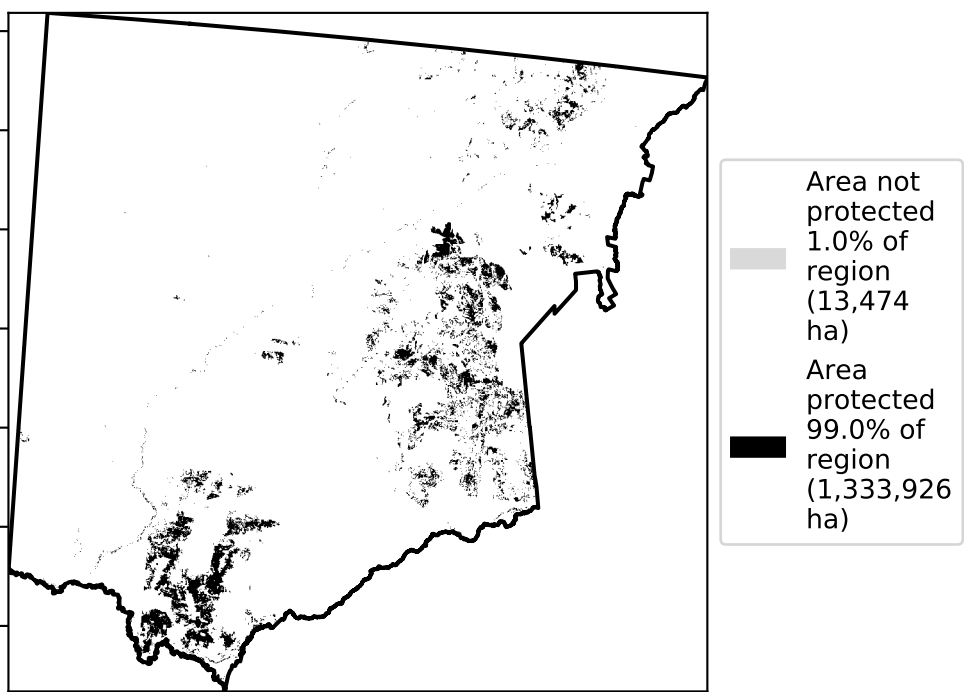 Area not
protected
1.0% of
region
(13,474
ha)
Area
protected
99.0% of
region
(1,333,926
ha)